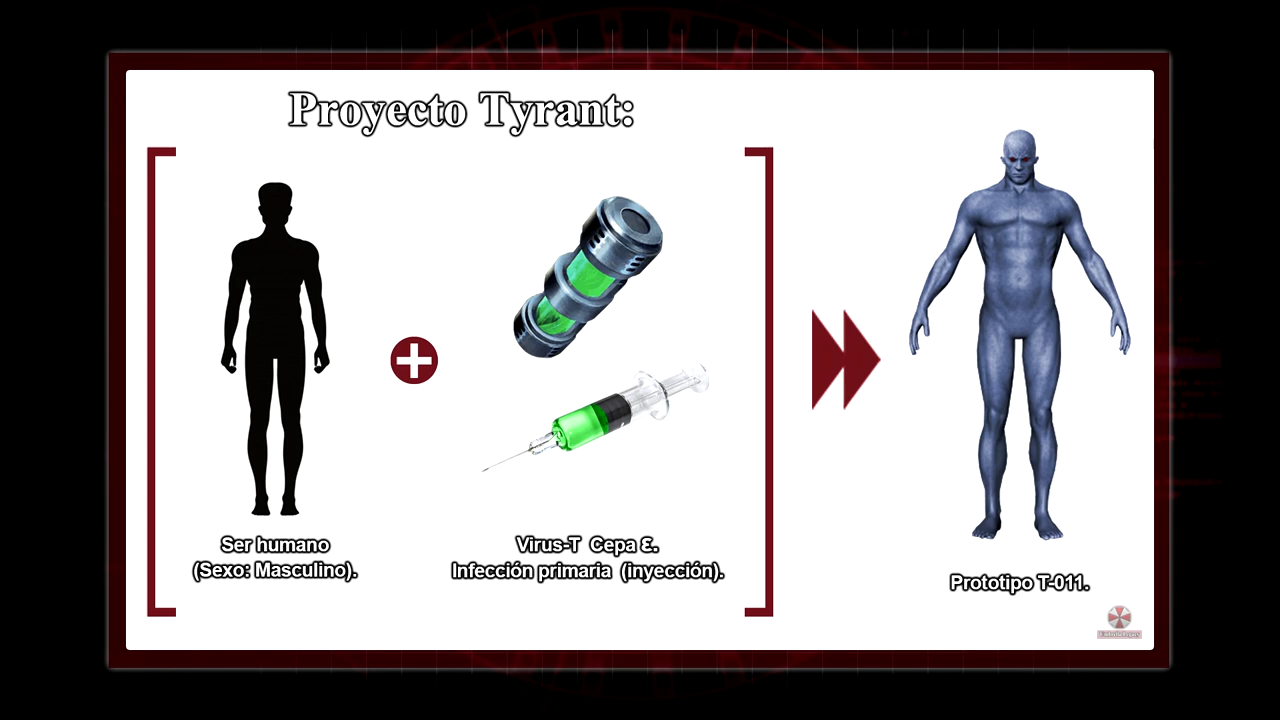 Proyecto Tyrant:
Ser humano
(Sexo: Masculino).
Virus-T Cepa Ɛ.
Infección primaria (inyección).
Prototipo T-011.